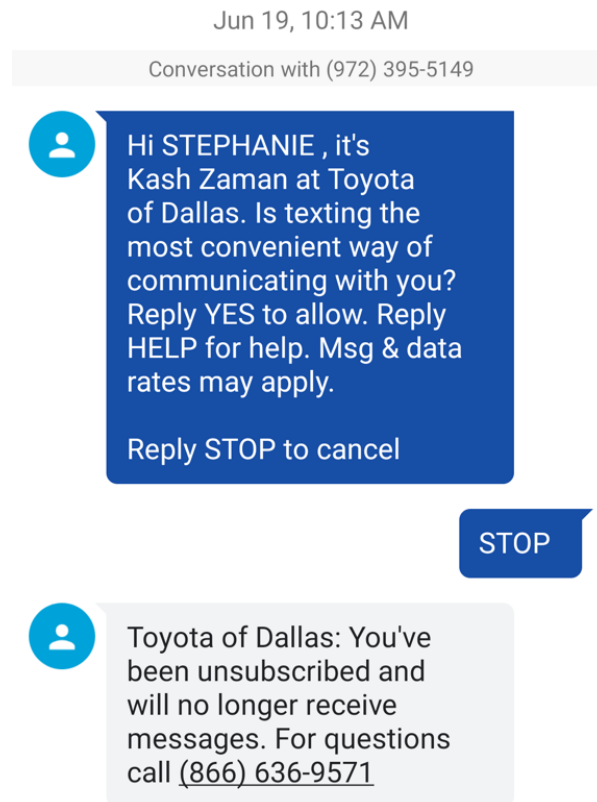 Jun 19, 10:13 AM
Conversation with (972) 395-5149
Hi STEPHANIE , it's
Kash Zaman at Toyota
of Dallas. Is texting the
most convenient way of
communicating with you?
Reply YES to allow. Reply
HELP for help. Msg & data
rates may apply.
Reply STOP to cancel
STOP
Toyota of Dallas: You've
been unsubscribed and
will no longer receive
messages. For questions
call (866) 636-9571